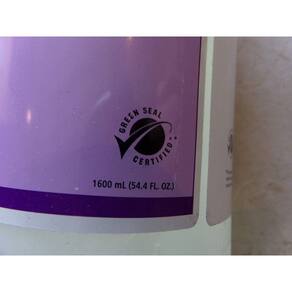 GREEN SEAL
CERTIFIED
1600 mL (54.4 FL. OZ.)